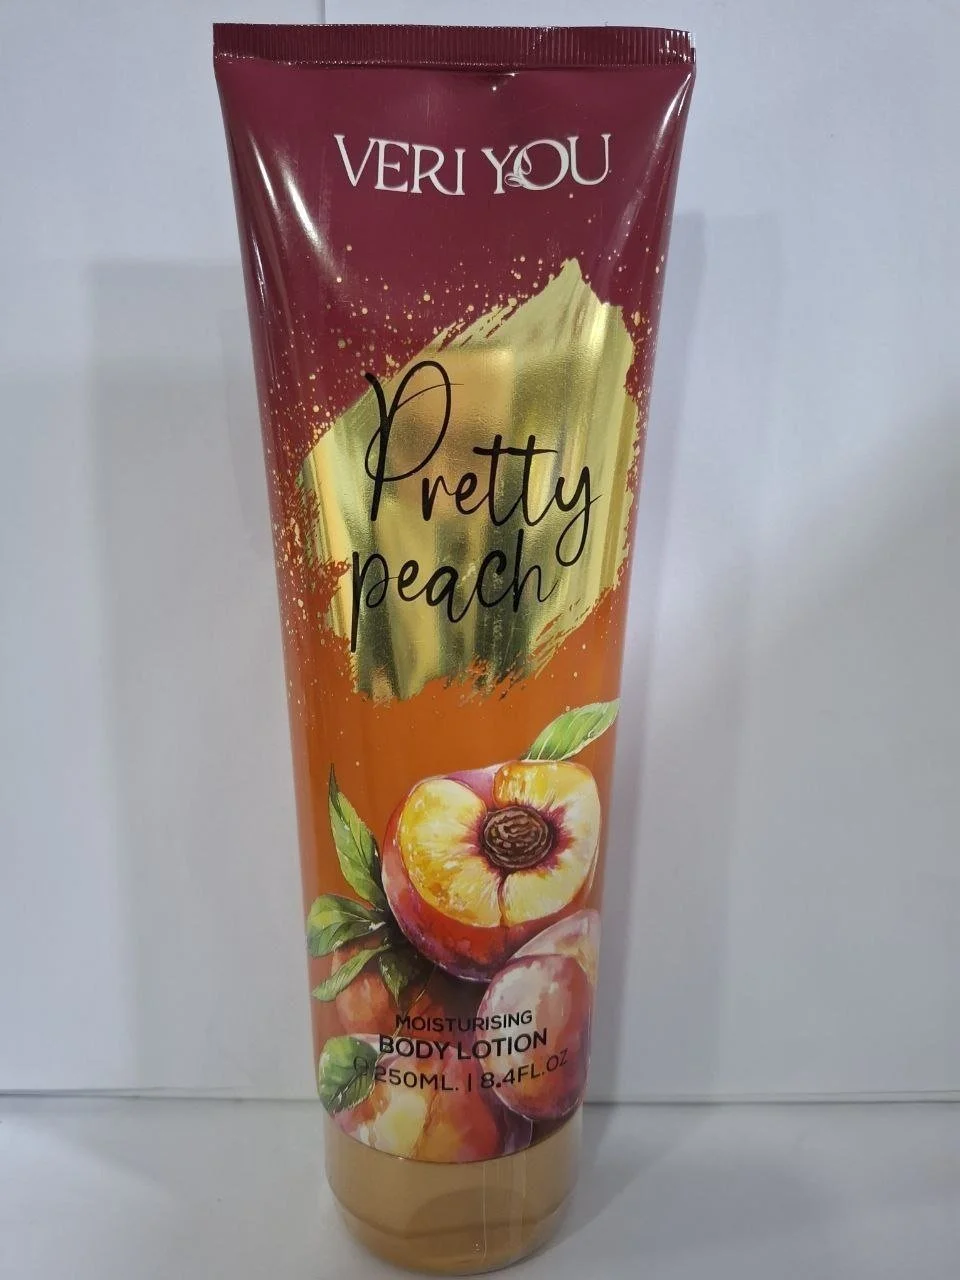 VERI YOU
Pretty
peach
MOISTURISING
BODY LOTION
℮ 250ML. | 8.4FL.OZ